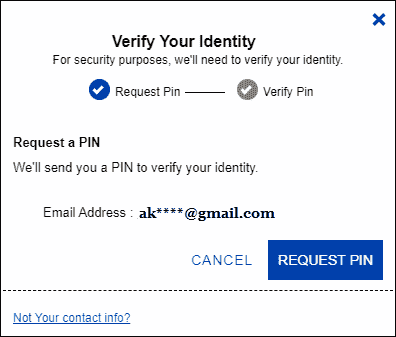 Verify Your Identity
For security purposes, we'll need to verify your identity.
Request Pin Verify Pin
Request a PIN
We'll send you a PIN to verify your identity.
Email Address : ak****@gmail.com
CANCEL REQUEST PIN
Not Your contact info?